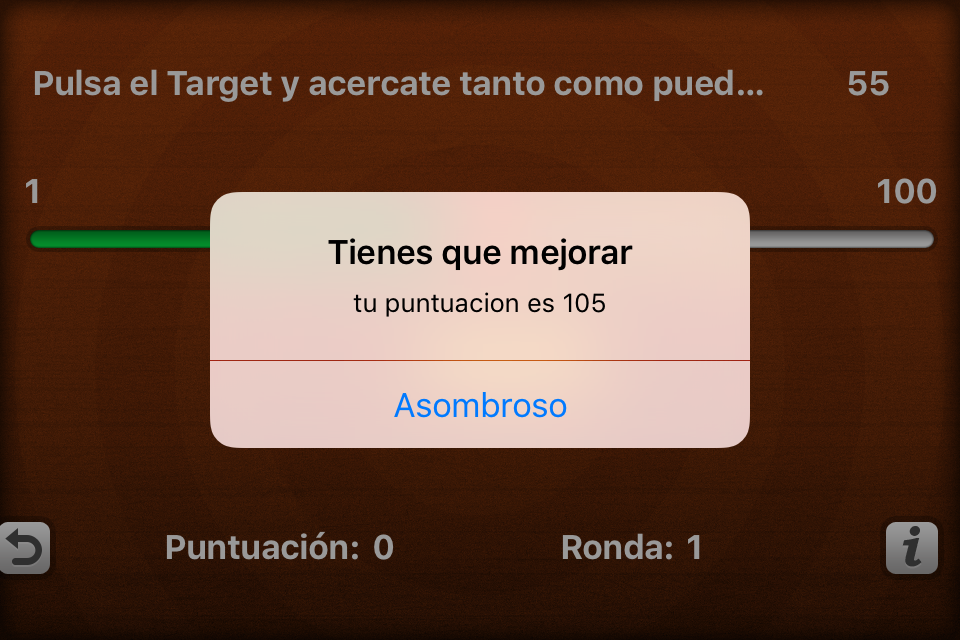 Pulsa el Target y acercate tanto como pued... 55
1 100
Tienes que mejorar
tu puntuacion es 105
Asombroso
Puntuación: 0 Ronda: 1
i